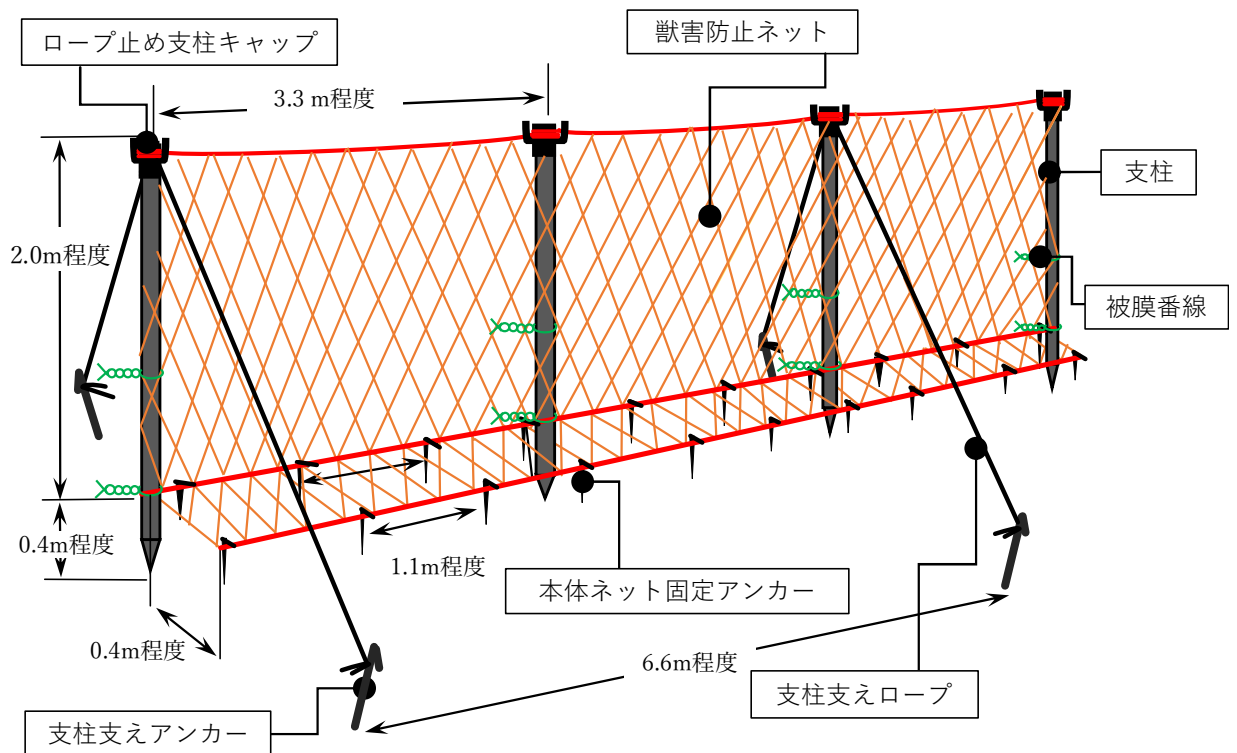 ロープ止め支柱キャップ
獣害防止ネット
3.3 m程度
支柱
2.0m程度
被膜番線
0.4m程度
1.1m程度
本体ネット固定アンカー
0.4m程度
6.6m程度
支柱支えロープ
支柱支えアンカー